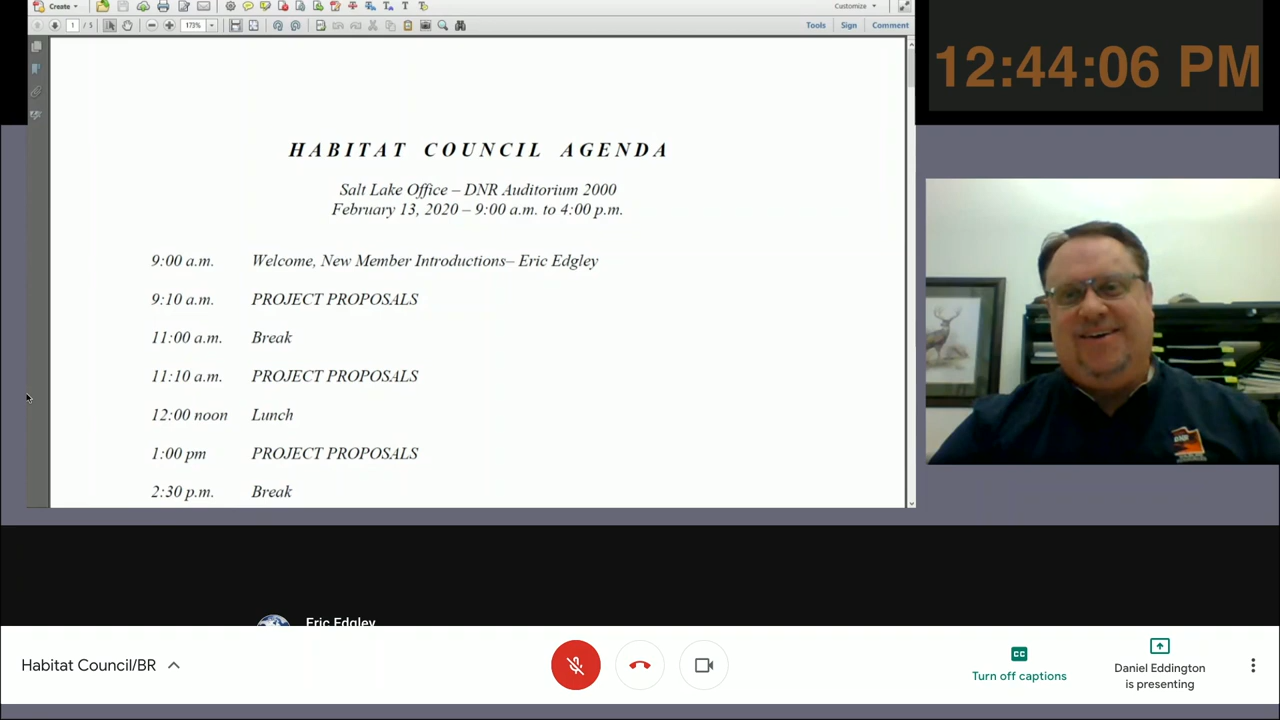 Create
Customize
1 / 5
173%
Tools Sign Comment
12:44:06 PM
HABITAT COUNCIL AGENDA
Salt Lake Office – DNR Auditorium 2000
February 13, 2020 – 9:00 a.m. to 4:00 p.m.
9:00 a.m. Welcome, New Member Introductions– Eric Edgley
9:10 a.m. PROJECT PROPOSALS
11:00 a.m. Break
11:10 a.m. PROJECT PROPOSALS
12:00 noon Lunch
1:00 pm PROJECT PROPOSALS
2:30 p.m. Break
Eric Edgley
Habitat Council/BR
CC
Turn off captions
Daniel Eddington
is presenting